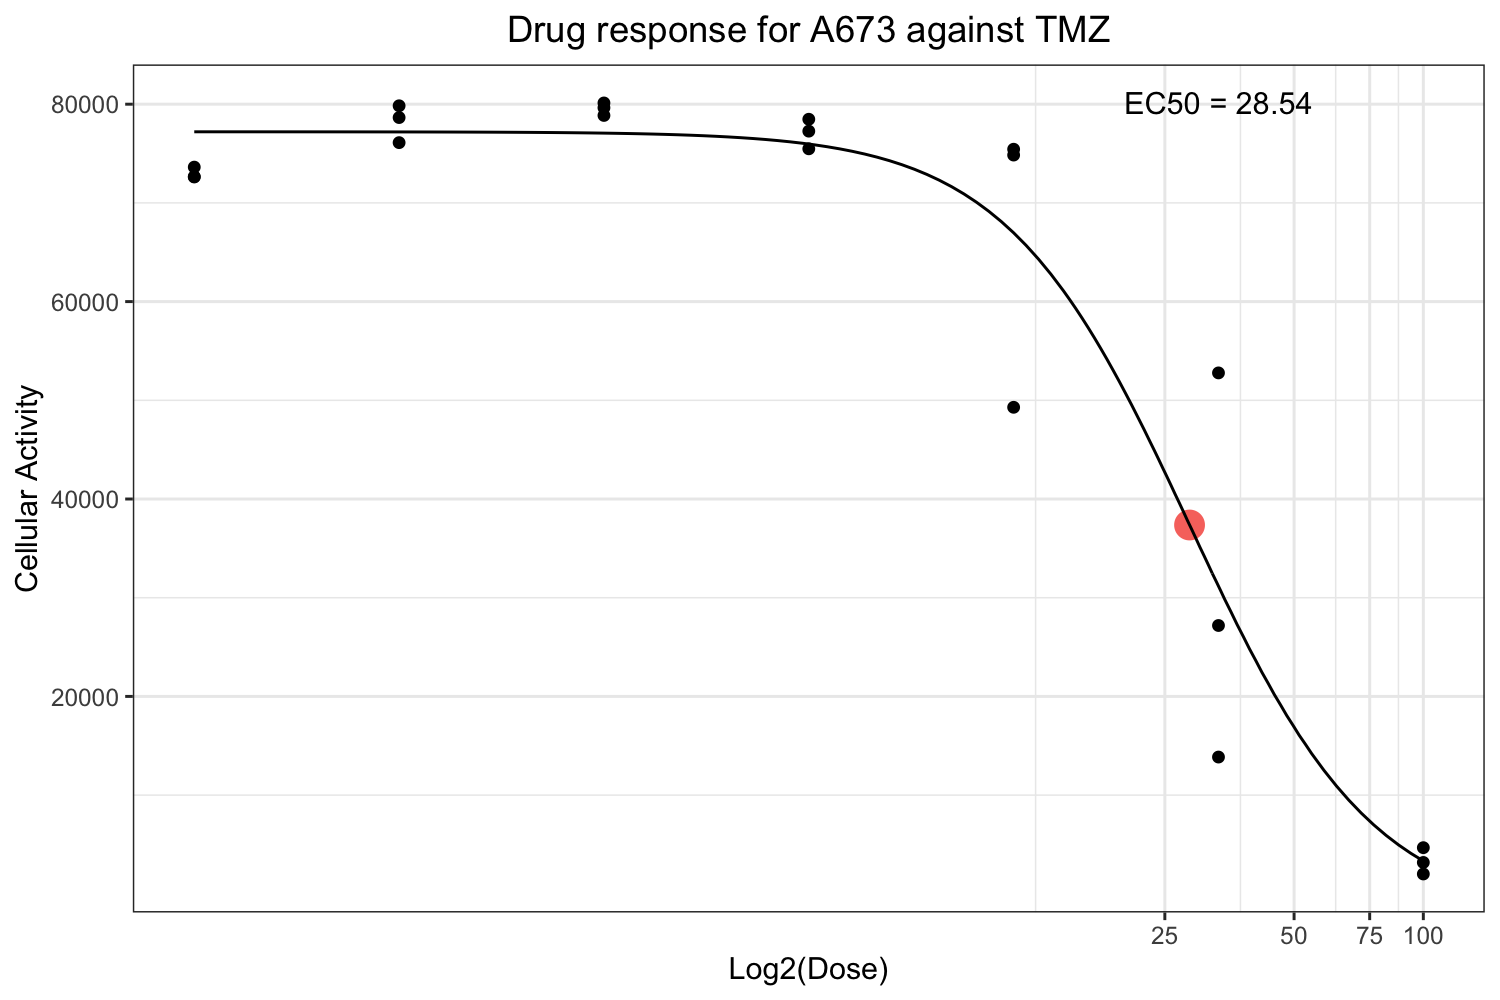 Drug response for A673 against TMZ
EC50 = 28.54
80000
60000
40000
20000
Cellular Activity
25 50 75 100
Log2(Dose)